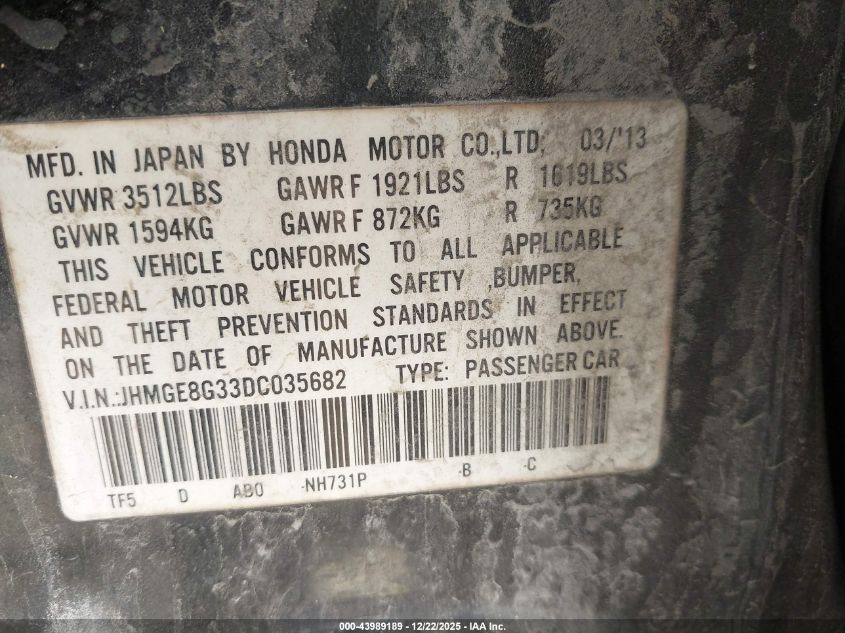 MFD. IN JAPAN BY HONDA MOTOR CO.,LTD. 03/'13
GVWR 3512LBS GAWR F 1921LBS R 1619LBS
GVWR 1594KG GAWR F 872KG R 735KG
THIS VEHICLE CONFORMS TO ALL APPLICABLE
FEDERAL MOTOR VEHICLE SAFETY ,BUMPER,
AND THEFT PREVENTION STANDARDS IN EFFECT
ON THE DATE OF MANUFACTURE SHOWN ABOVE.
V.I.N.:JHMGE8G33DC035682 TYPE: PASSENGER CAR
TF5 D AB0 -NH731P -B -C
000-43989189 - 12/22/2025 - IAA Inc.